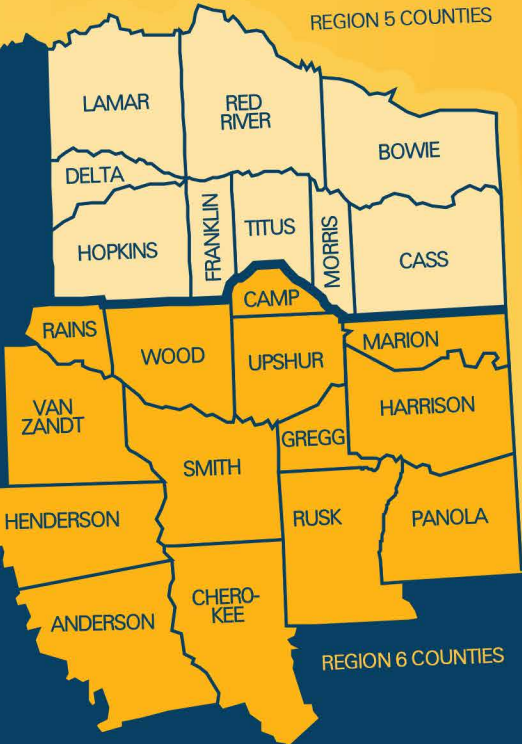 REGION 5 COUNTIES
LAMAR
RED
RIVER
BOWIE
DELTA
HOPKINS
FRANKLIN
TITUS
MORRIS
CASS
CAMP
RAINS
WOOD
UPSHUR
MARION
VAN
ZANDT
HARRISON
GREGG
SMITH
HENDERSON
RUSK
PANOLA
ANDERSON
CHERO-
KEE
REGION 6 COUNTIES